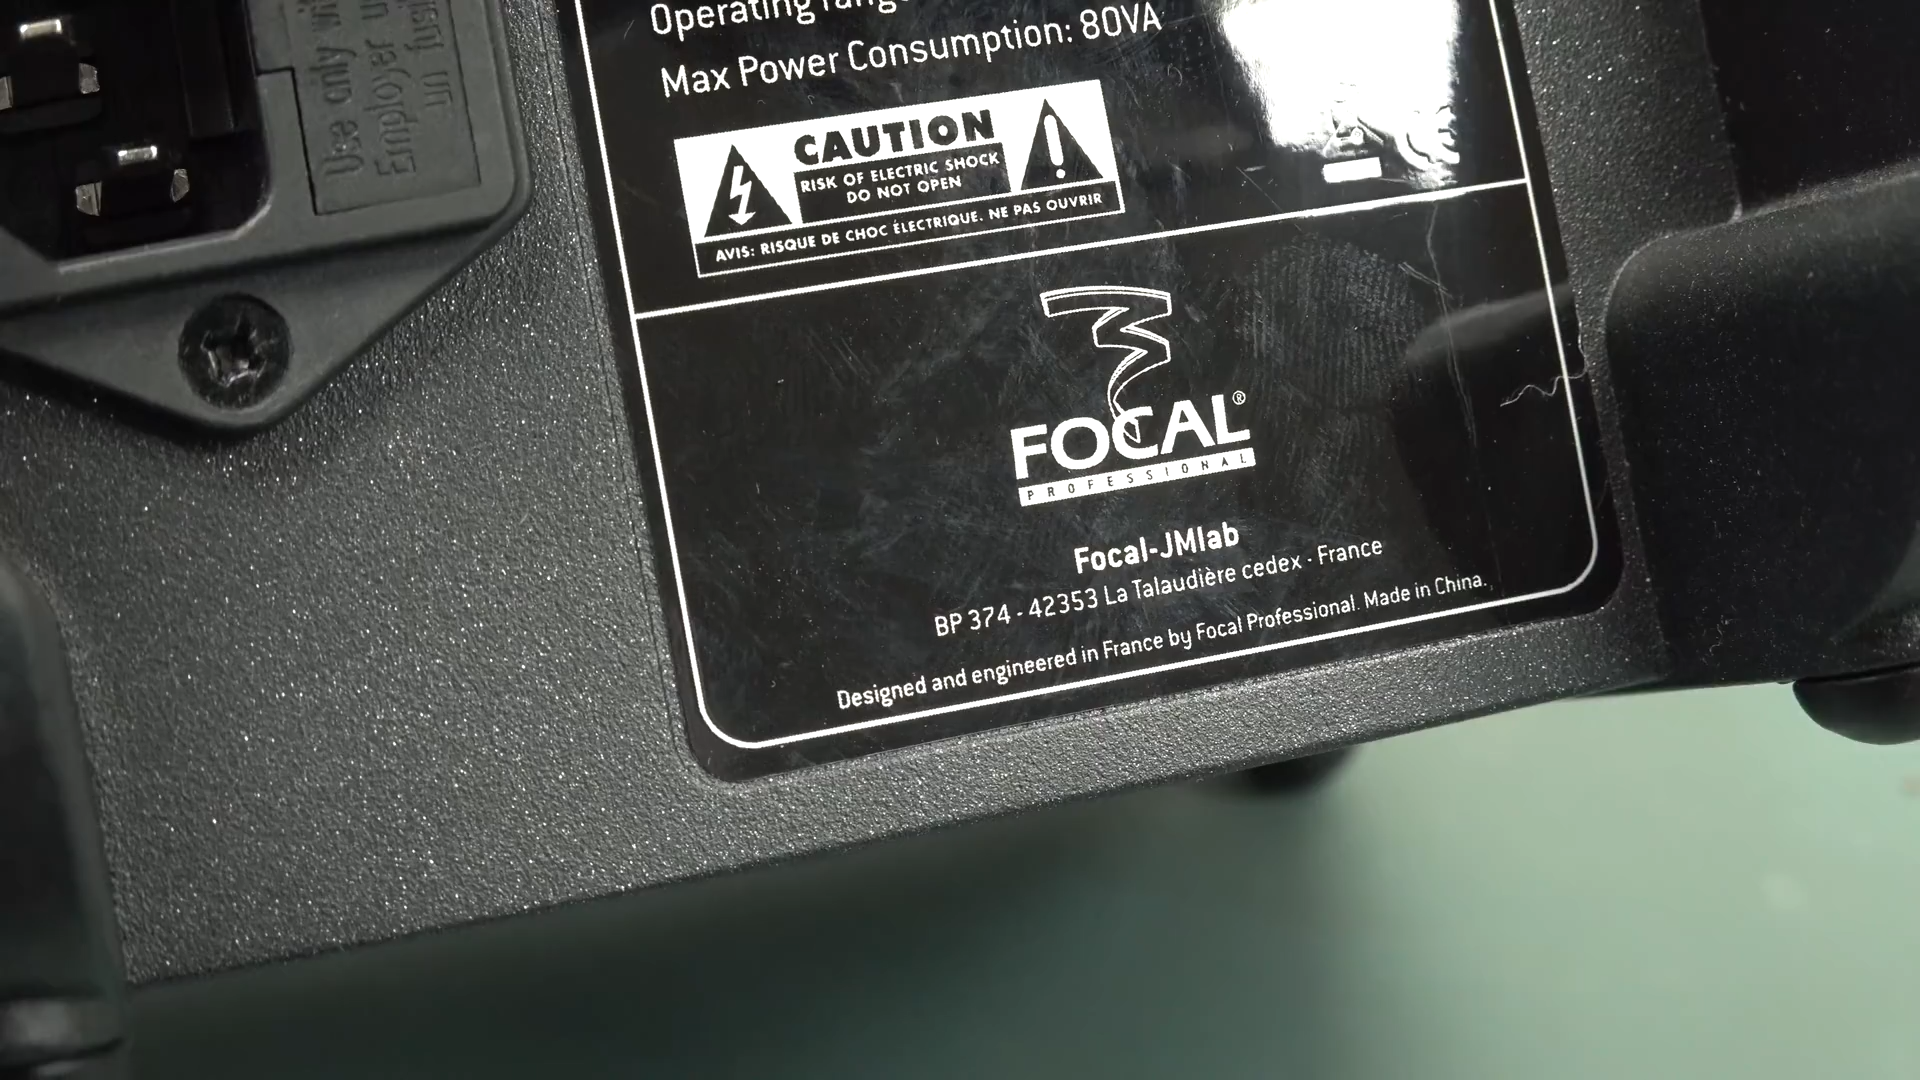 Operating range
Max Power Consumption: 80VA
CAUTION
RISK OF ELECTRIC SHOCK
DO NOT OPEN
AVIS: RISQUE DE CHOC ÉLECTRIQUE. NE PAS OUVRIR
FOCAL®
PROFESSIONAL
Focal-JMlab
BP 374 - 42353 La Talaudière cedex - France
Designed and engineered in France by Focal Professional. Made in China.
Use only wi
Employer u
un fusi